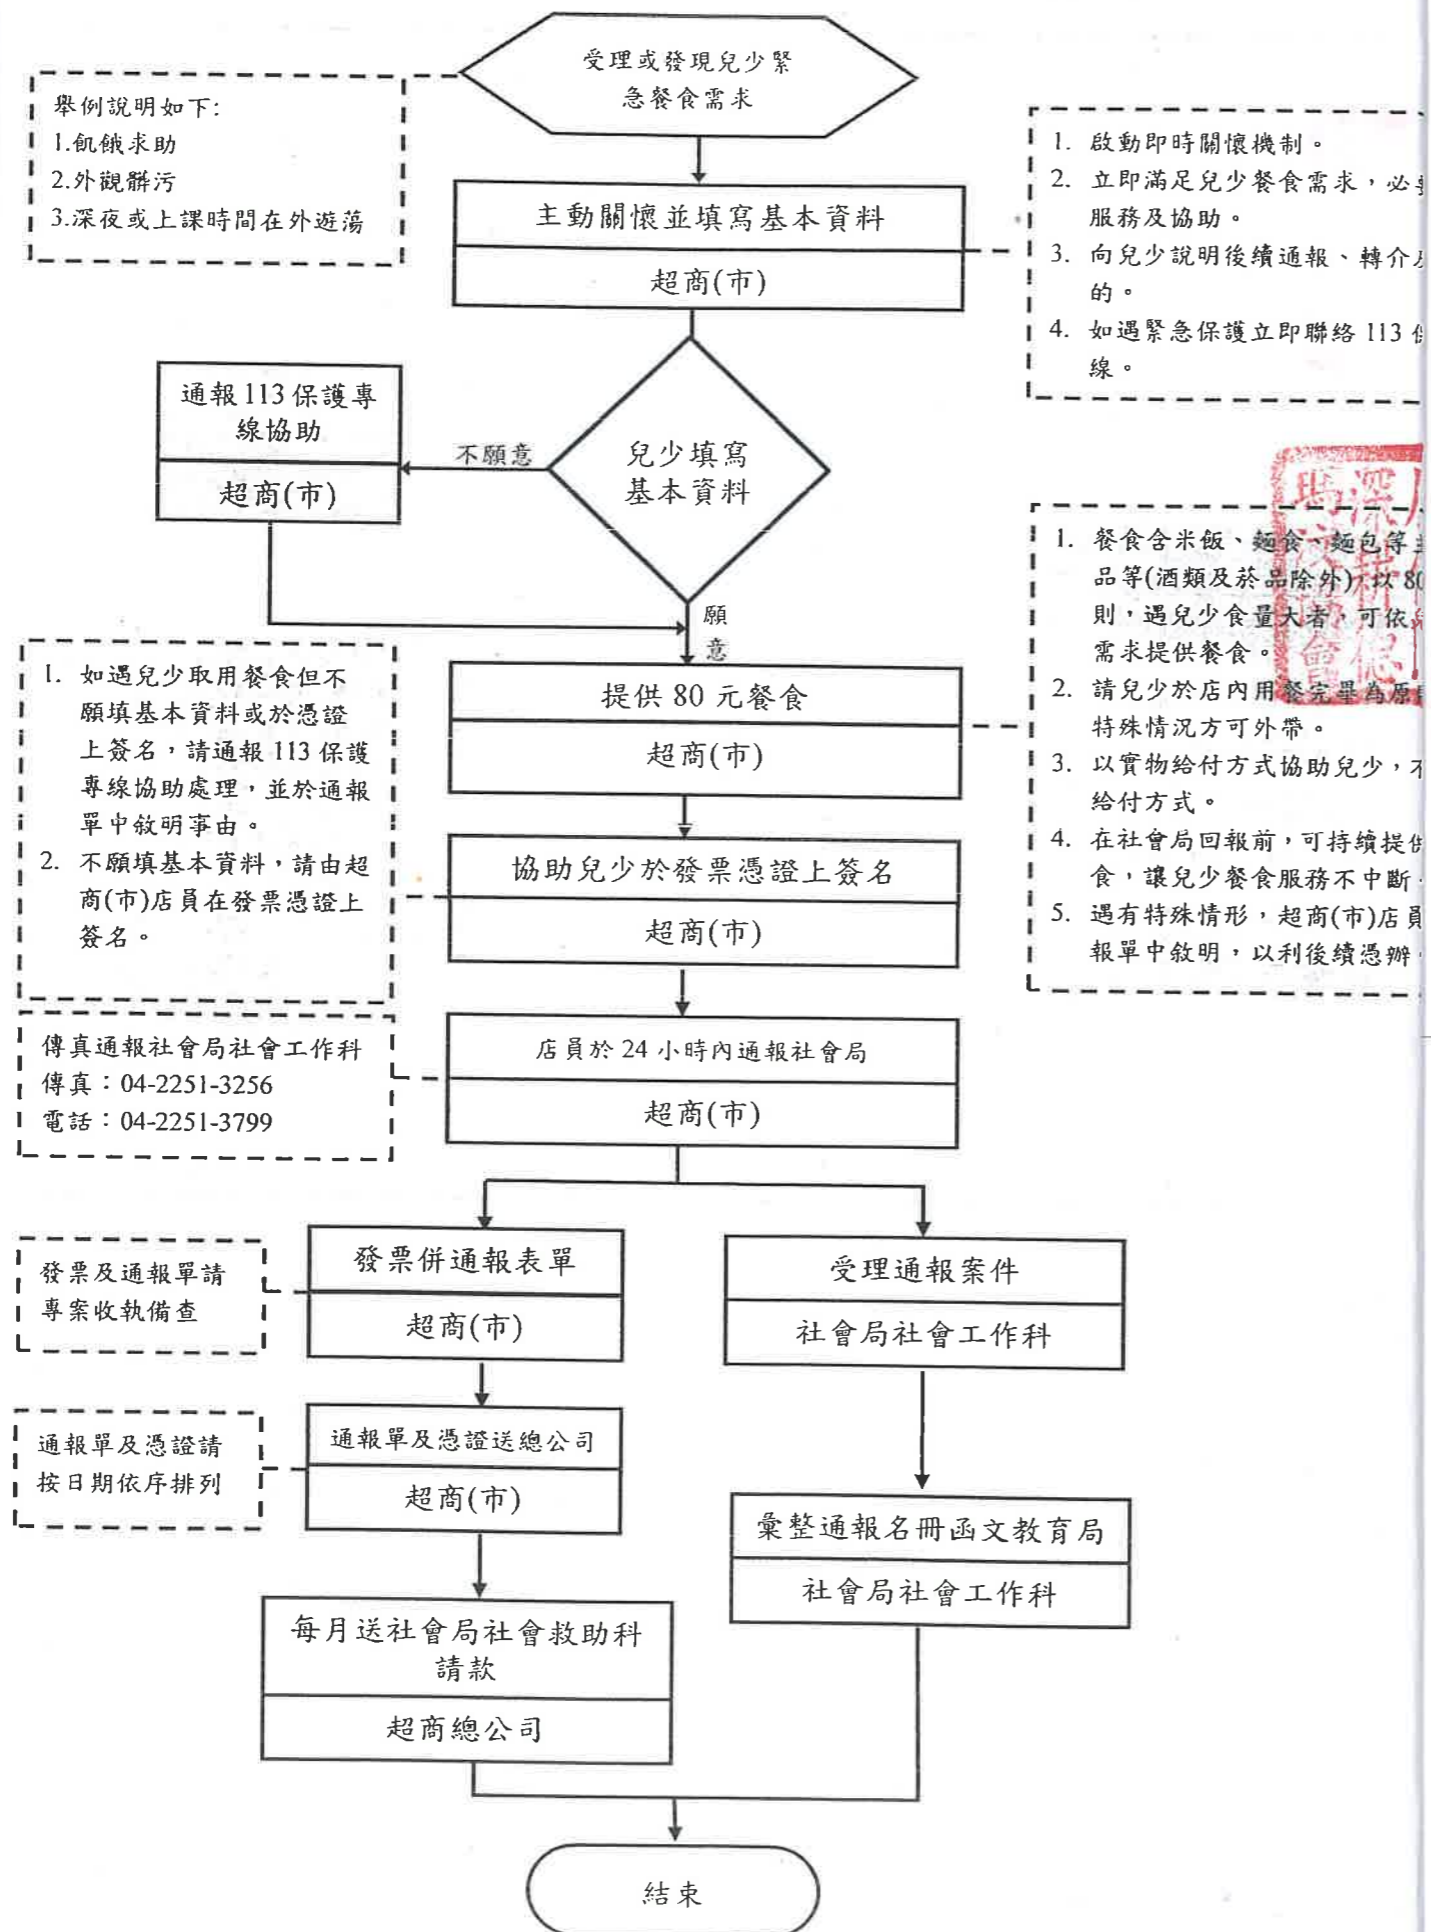 受理或發現兒少緊
急餐食需求
舉例說明如下:
1.飢餓求助
2.外觀髒污
3.深夜或上課時間在外遊蕩
主動關懷並填寫基本資料
超商(市)
1. 啟動即時關懷機制。
2. 立即滿足兒少餐食需求，必
服務及協助。
3. 向兒少說明後續通報、轉介
的。
4. 如遇緊急保護立即聯絡 113
線。
通報 113 保護專
線協助
超商(市)
不願意
兒少填寫
基本資料
願
意
1. 餐食含米飯、麵食、麵包等
品等(酒類及菸品除外)，以 80
則，遇兒少食量大者，可依
需求提供餐食。
2. 請兒少於店內用餐完畢為原
特殊情況方可外帶。
3. 以實物給付方式協助兒少，不
給付方式。
4. 在社會局回報前，可持續提供
食，讓兒少餐食服務不中斷
5. 遇有特殊情形，超商(市)店員
報單中敘明，以利後續憑辦
1. 如遇兒少取用餐食但不
願填基本資料或於憑證
上簽名，請通報 113 保護
專線協助處理，並於通報
單中敘明事由。
2. 不願填基本資料，請由超
商(市)店員在發票憑證上
簽名。
提供 80 元餐食
超商(市)
協助兒少於發票憑證上簽名
超商(市)
傳真通報社會局社會工作科
傳真：04-2251-3256
電話：04-2251-3799
店員於 24 小時內通報社會局
超商(市)
發票及通報單請
專案收執備查
發票併通報表單
超商(市)
受理通報案件
社會局社會工作科
通報單及憑證請
按日期依序排列
通報單及憑證送總公司
超商(市)
彙整通報名冊函文教育局
社會局社會工作科
每月送社會局社會救助科
請款
超商總公司
結束